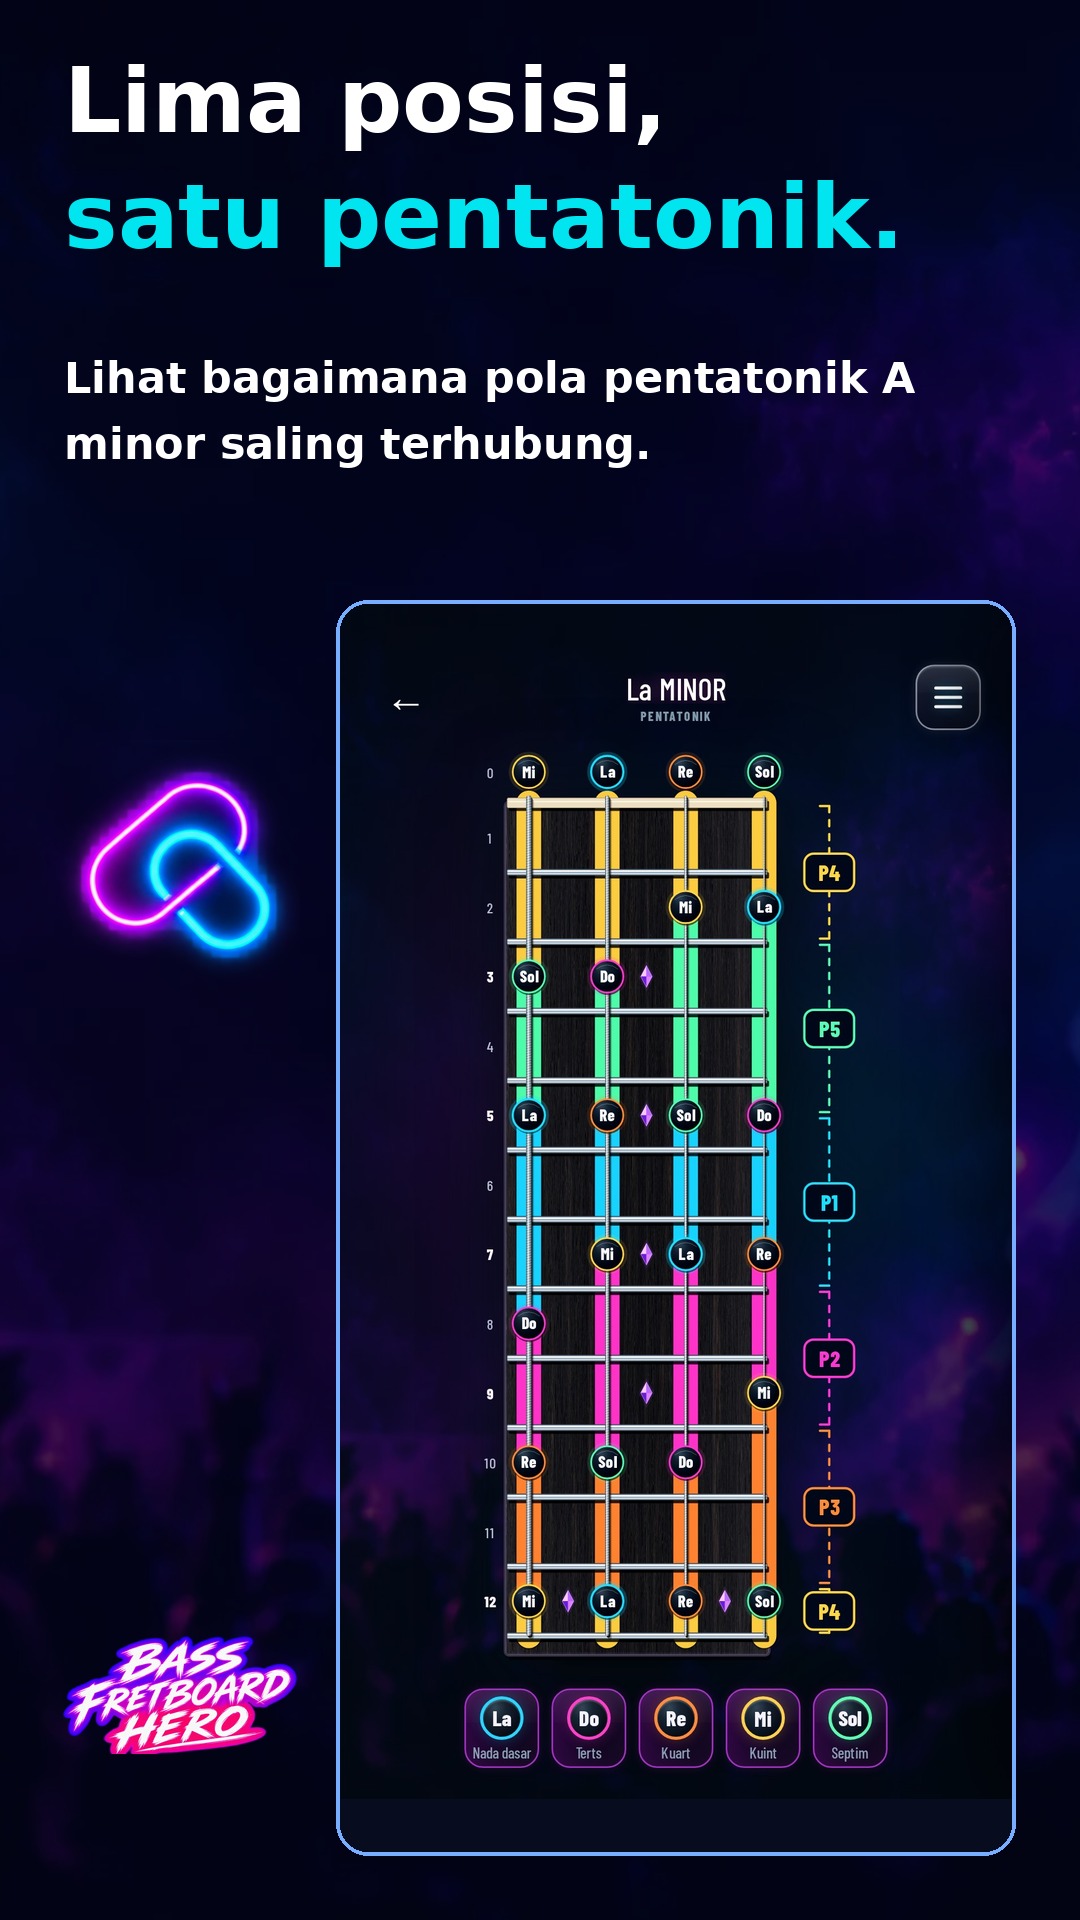 Lima posisi,
satu pentatonik.
Lihat bagaimana pola pentatonik A
minor saling terhubung.
←
La MINOR
PENTATONIK
0 Mi La Re Sol
1
P4
2 Mi La
3 Sol Do
P5
4
5 La Re Sol Do
6
P1
7 Mi La Re
8 Do
P2
9 Mi
10 Re Sol Do
P3
11
12 Mi La Re Sol
P4
BASS
FRETBOARD
HERO
La Do Re Mi Sol
Nada dasar Terts Kuart Kuint Septim